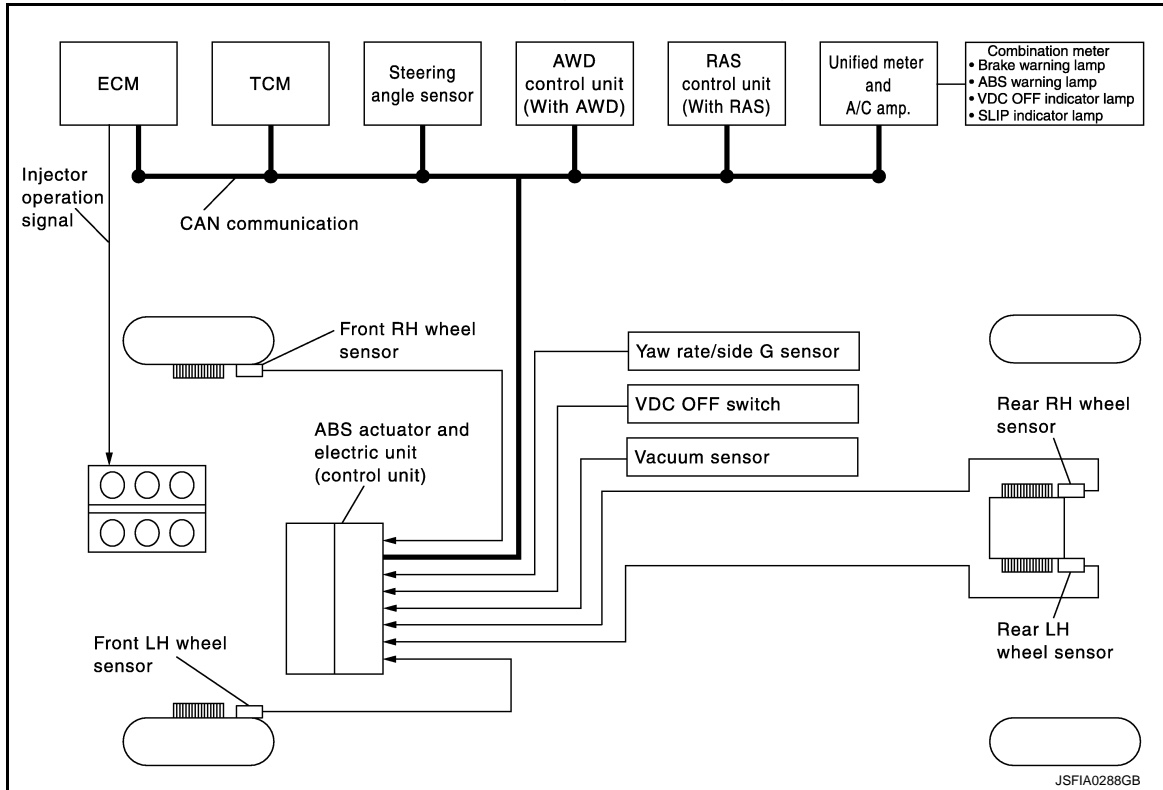 ECM
TCM
Steering
angle sensor
AWD
control unit
(With AWD)
RAS
control unit
(With RAS)
Unified meter
and
A/C amp.
Combination meter
• Brake warning lamp
• ABS warning lamp
• VDC OFF indicator lamp
• SLIP indicator lamp
Injector
operation
signal
CAN communication
Front RH wheel
sensor
Yaw rate/side G sensor
VDC OFF switch
Vacuum sensor
Rear RH wheel
sensor
ABS actuator and
electric unit
(control unit)
Front LH wheel
sensor
Rear LH
wheel sensor
JSFIA0288GB